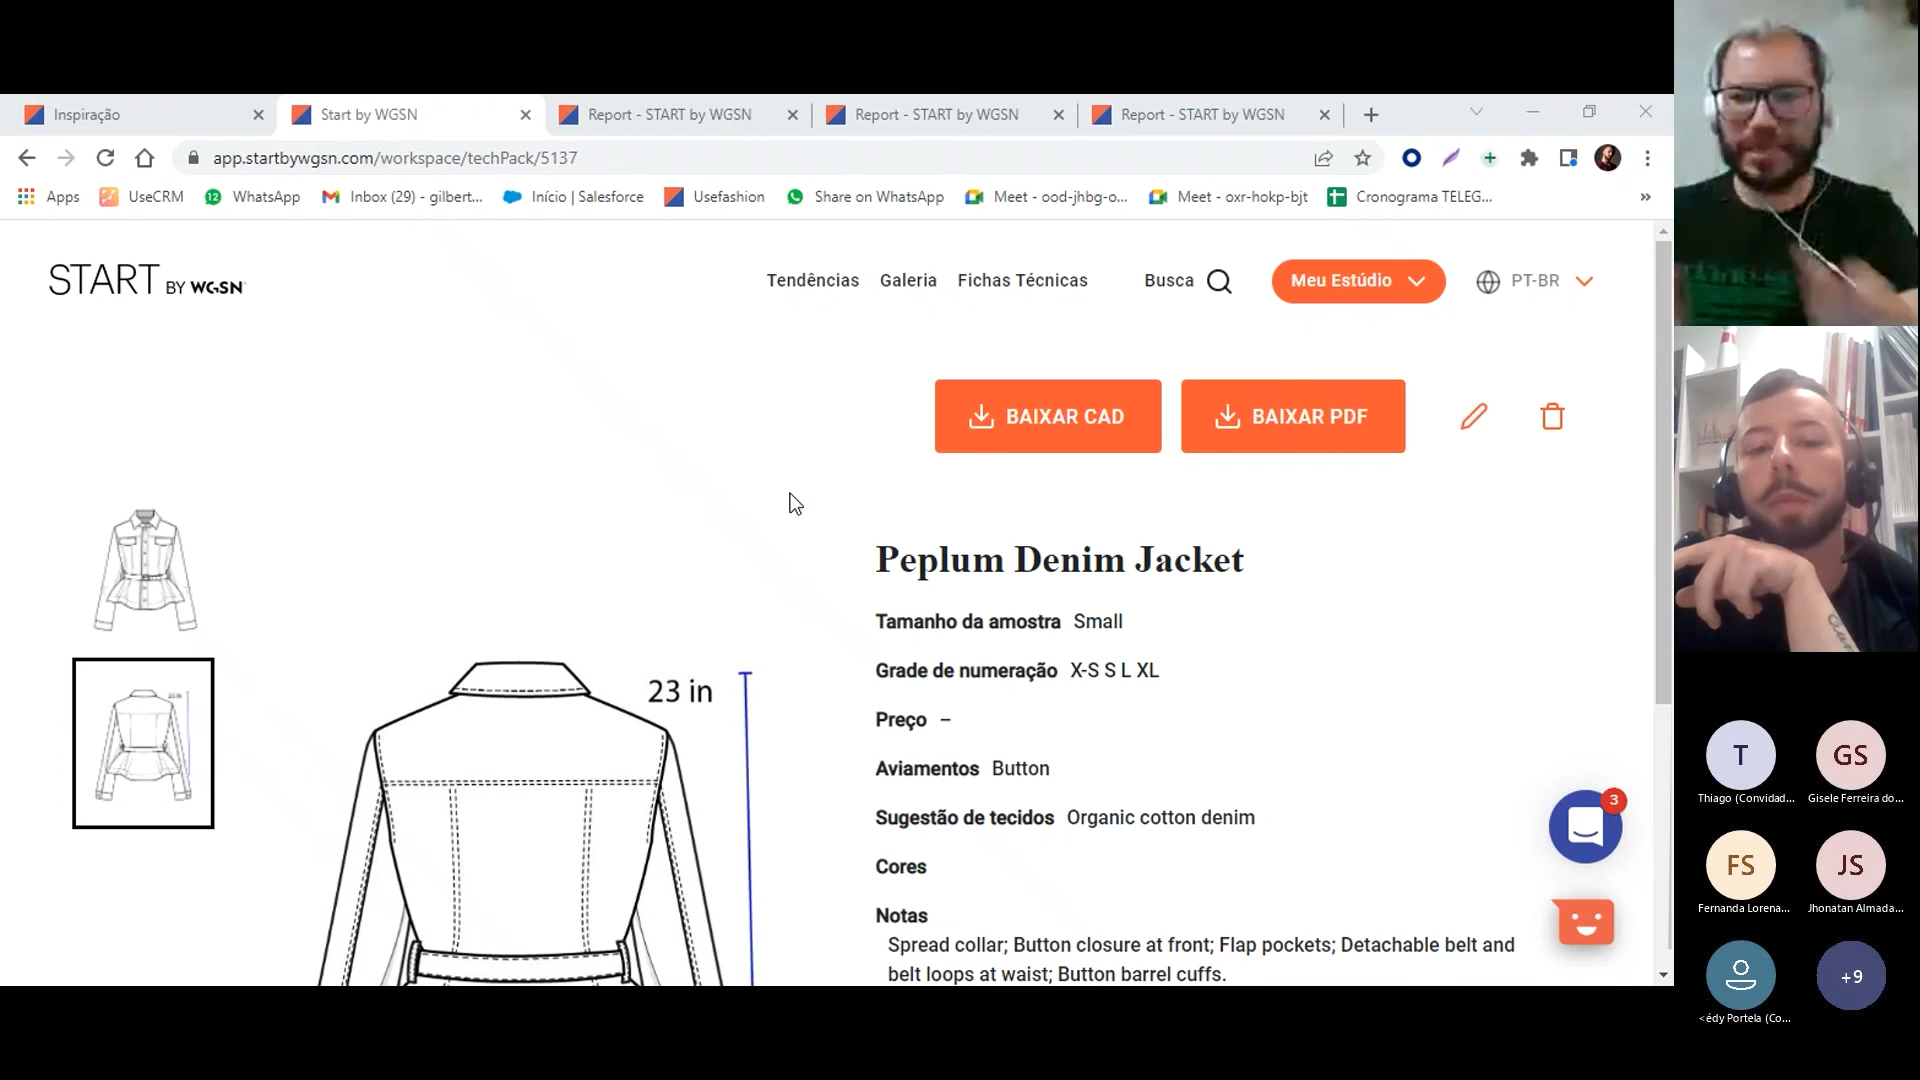 Inspiração
Start by WGSN
Report - START by WGSN
Report - START by WGSN
Report - START by WGSN
app.startbywgsn.com/workspace/techPack/5137
Apps
UseCRM
12
WhatsApp
Inbox (29) - gilbert...
Início | Salesforce
Usefashion
Share on WhatsApp
Meet - ood-jhbg-o...
Meet - oxr-hokp-bjt
Cronograma TELEG...
»
START BY WGSN
Tendências
Galeria
Fichas Técnicas
Busca
Meu Estúdio
PT-BR
BAIXAR CAD
BAIXAR PDF
Peplum Denim Jacket
Tamanho da amostra Small
23 in
Grade de numeração X-S S L XL
Preço –
Aviamentos Button
Sugestão de tecidos Organic cotton denim
3
Cores
Notas
Spread collar; Button closure at front; Flap pockets; Detachable belt and
belt loops at waist; Button barrel cuffs.
T
GS
Thiago (Convidad...
Gisele Ferreira do...
FS
JS
Fernanda Lorena...
Jhonatan Almada...
+9
<édy Portela (Co...